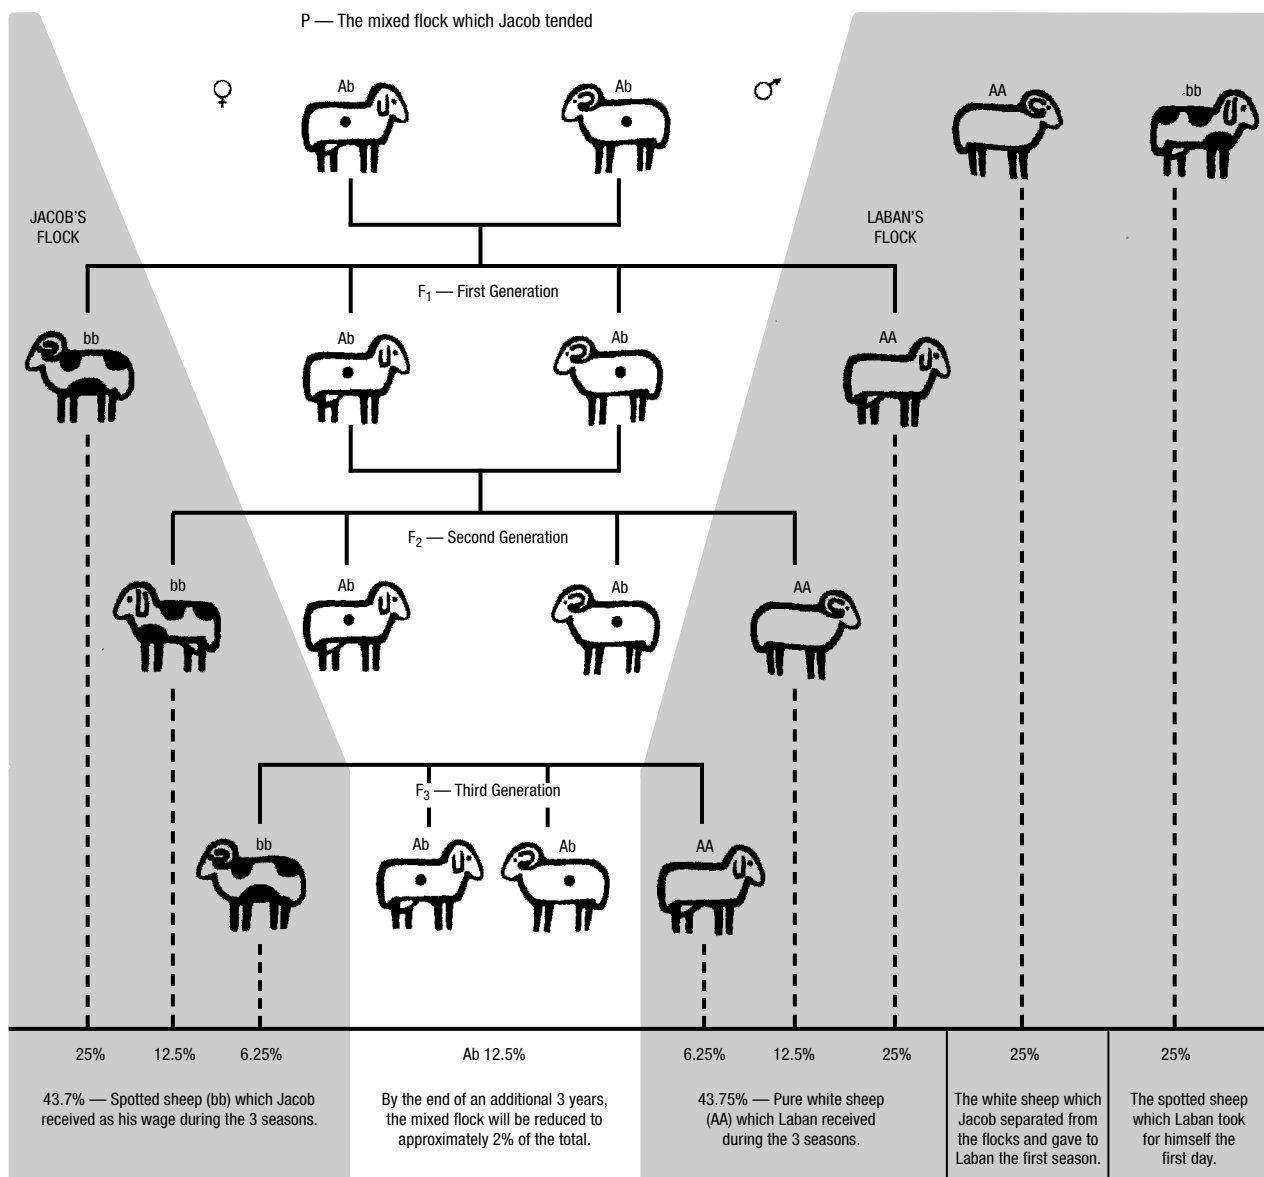 P — The mixed flock which Jacob tended
♀
Ab
Ab
♂
AA
bb
JACOB'S
FLOCK
LABAN'S
FLOCK
F₁ — First Generation
bb
Ab
Ab
AA
F₂ — Second Generation
bb
Ab
Ab
AA
F₃ — Third Generation
bb
Ab
Ab
AA
25%
12.5%
6.25%
Ab 12.5%
6.25%
12.5%
25%
25%
25%
43.7% — Spotted sheep (bb) which Jacob
received as his wage during the 3 seasons.
By the end of an additional 3 years,
the mixed flock will be reduced to
approximately 2% of the total.
43.75% — Pure white sheep
(AA) which Laban received
during the 3 seasons.
The white sheep which
Jacob separated from
the flocks and gave to
Laban the first season.
The spotted sheep
which Laban took
for himself the
first day.